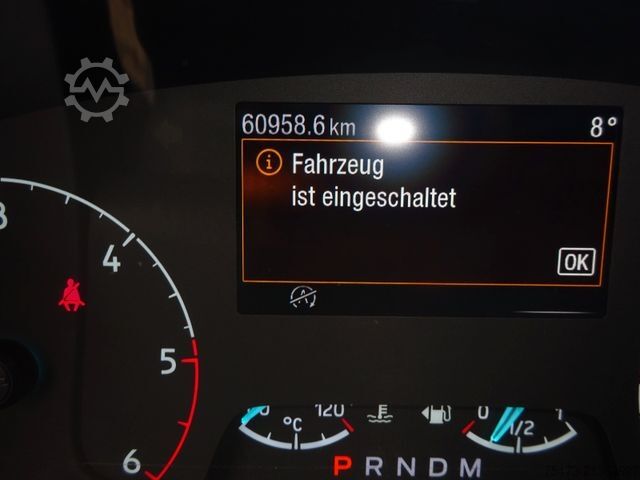 60958.6 km 8°
Fahrzeug
ist eingeschaltet
OK
4
5
6
120 0 1
°C 1/2
P R N D M